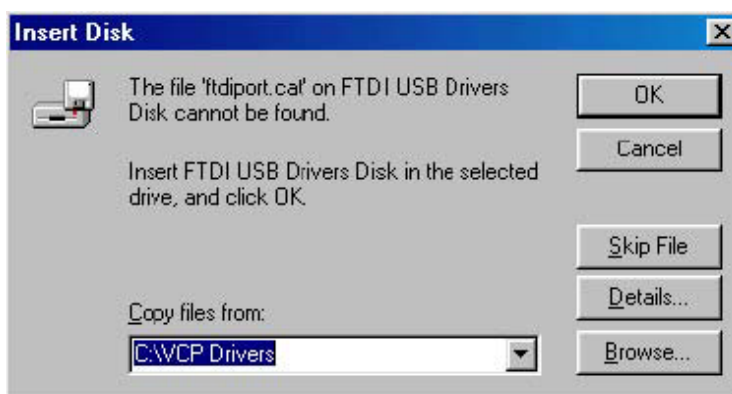 Insert Disk
The file 'ftdiport.cat' on FTDI USB Drivers
Disk cannot be found.
Insert FTDI USB Drivers Disk in the selected
drive, and click OK.
Copy files from:
C:\VCP Drivers
OK
Cancel
Skip File
Details...
Browse...